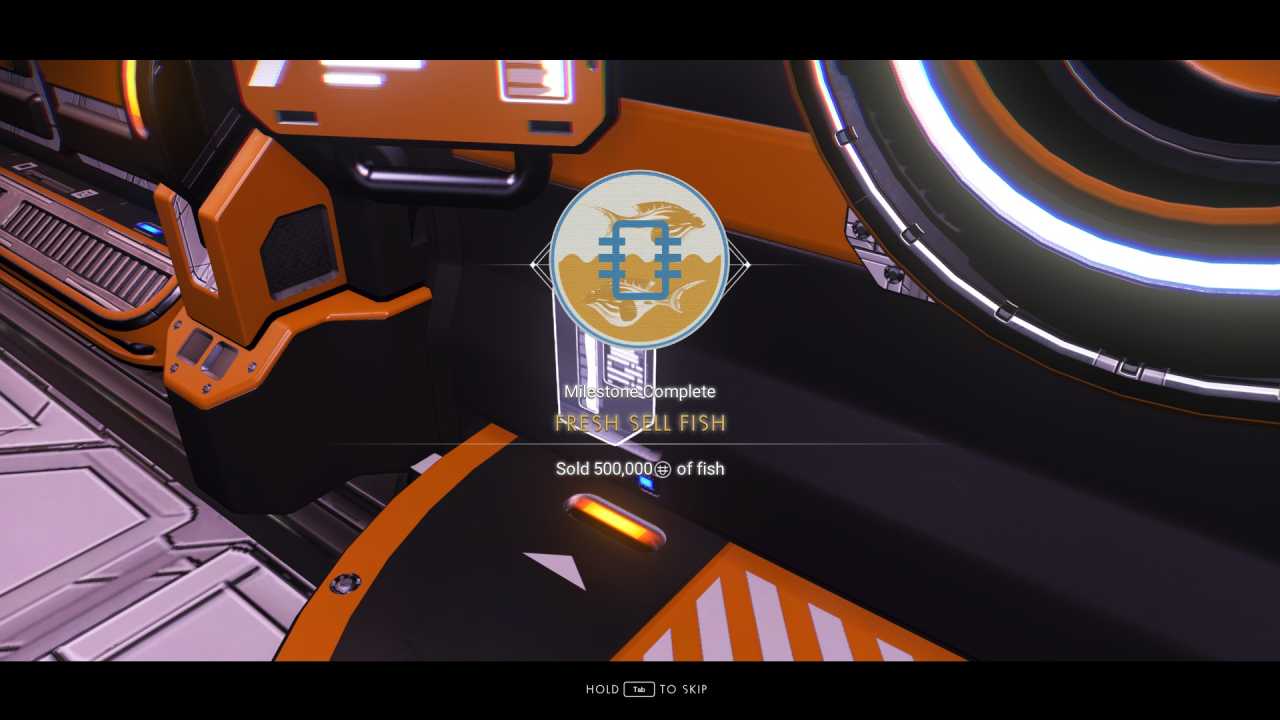 Milestone Complete
FRESH SELL FISH
Sold 500,000 of fish
HOLD Tab TO SKIP